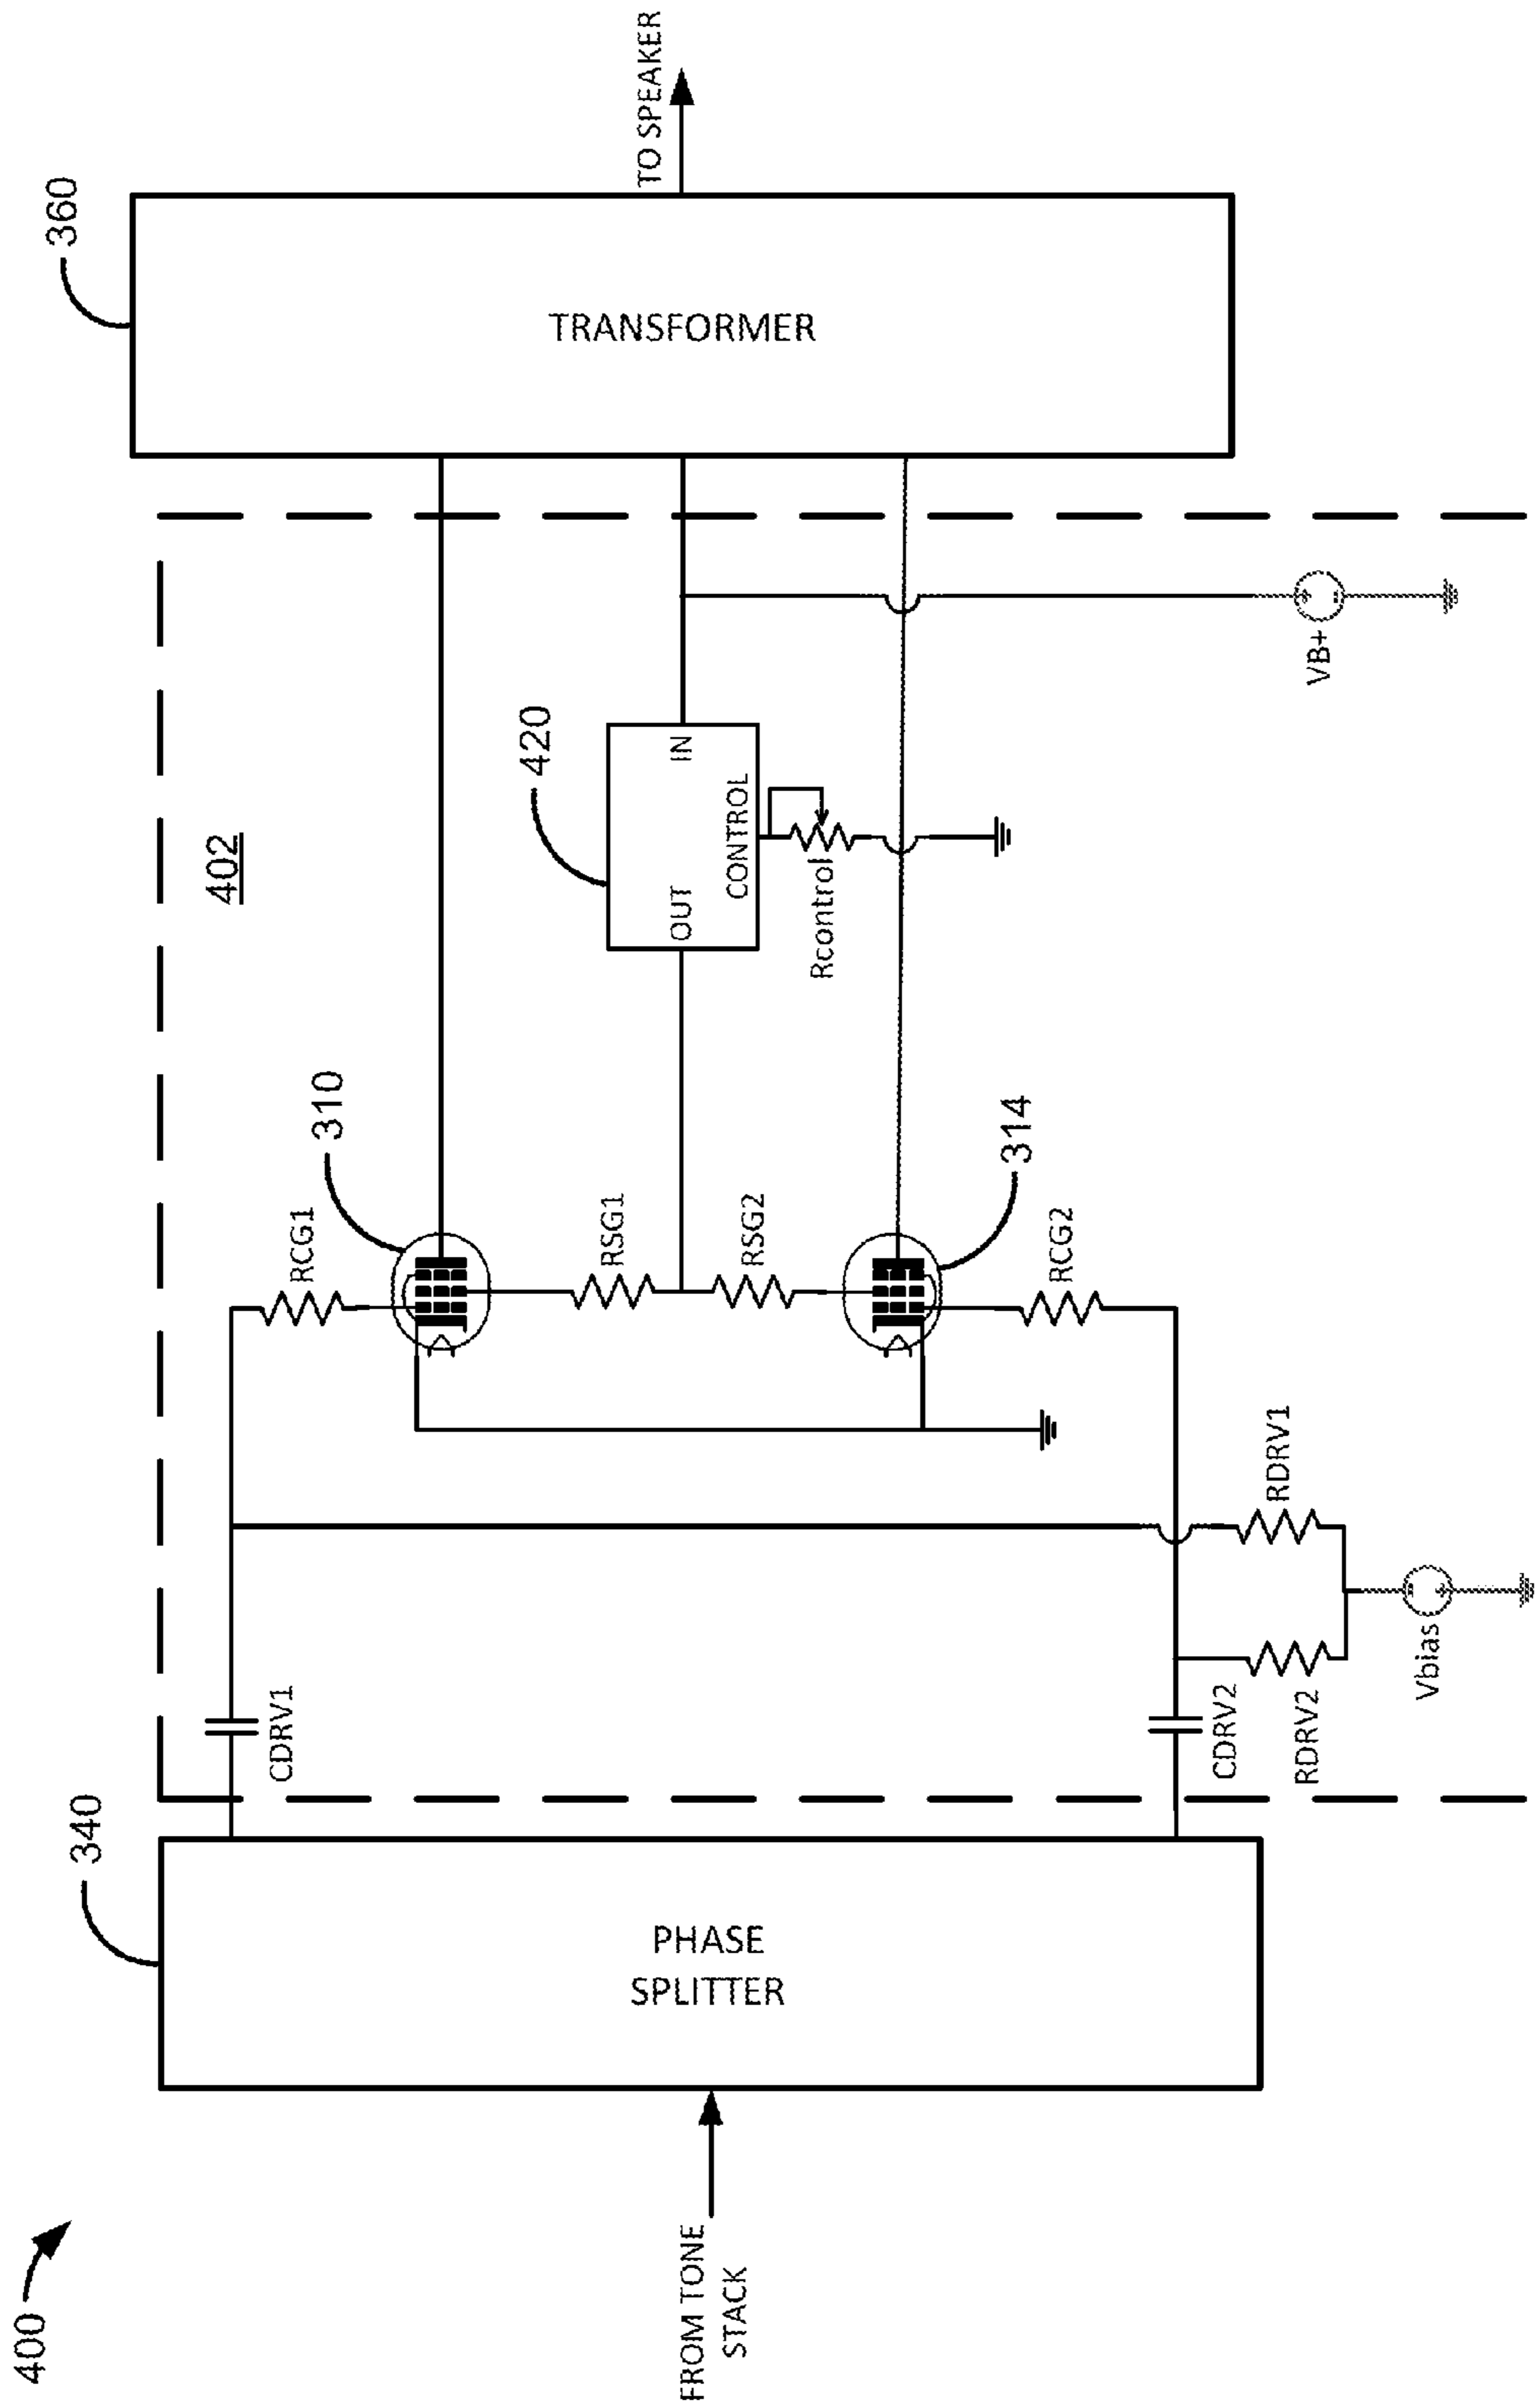 400
FROM TONE
STACK
340
PHASE
SPLITTER
402
CDRV1
CDRV2
RDRV2
RDRV1
Vbias
RCG1
310
RSG1
RSG2
314
RCG2
420
OUT
IN
CONTROL
Rcontrol
VB+
360
TRANSFORMER
TO SPEAKER